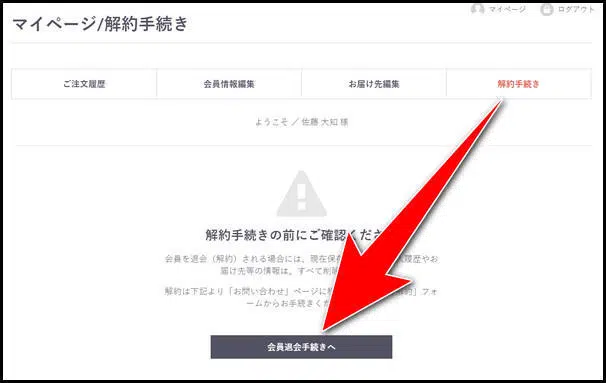 マイページ ログアウト
マイページ/解約手続き
ご注文履歴 会員情報編集 お届け先編集 解約手続き
ようこそ ／ 佐藤 大知 様
解約手続きの前にご確認くださ
会員を退会（解約）される場合には、現在保 履歴やお
届け先等の情報は、すべて削
解約は下記より「お問い合わせ」ページに 約」フォ
ームからお手続きくだ
会員退会手続きへ